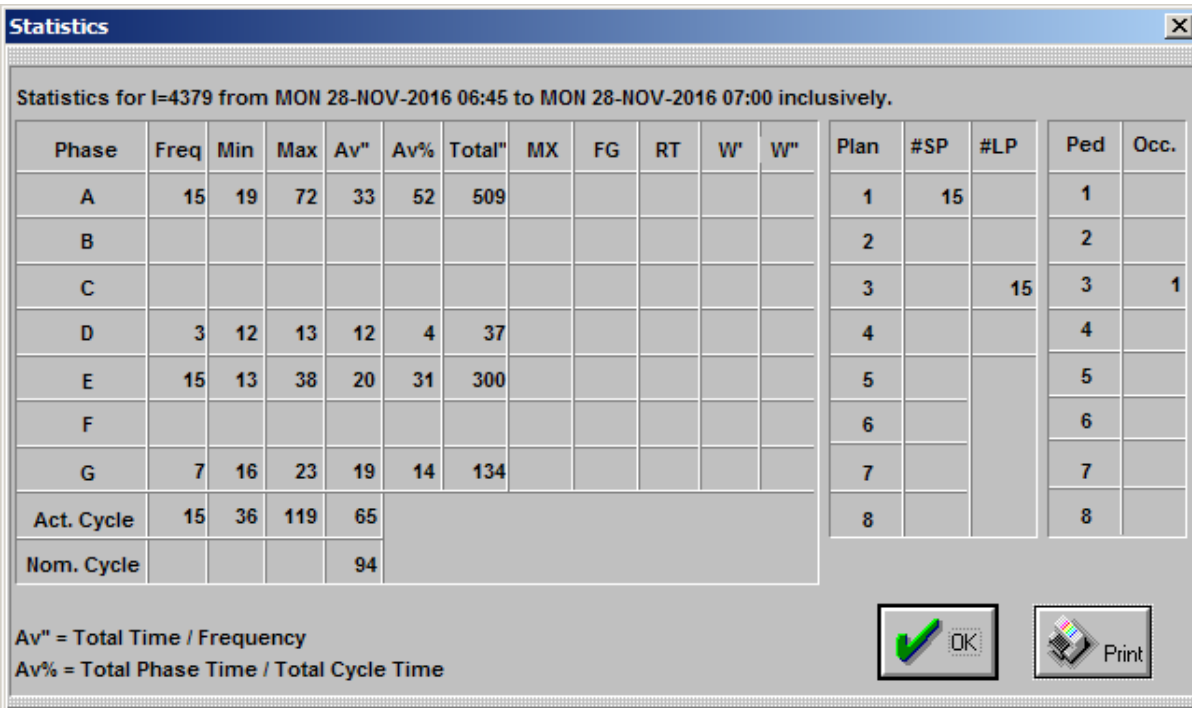 Statistics
Statistics for I=4379 from MON 28-NOV-2016 06:45 to MON 28-NOV-2016 07:00 inclusively.
Phase Freq Min Max Av" Av% Total" MX FG RT W' W"
A 15 19 72 33 52 509
B
C
D 3 12 13 12 4 37
E 15 13 38 20 31 300
F
G 7 16 23 19 14 134
Act. Cycle 15 36 119 65
Nom. Cycle 94
Plan #SP #LP
1 15
2
3 15
4
5
6
7
8
Ped Occ.
1
2
3 1
4
5
6
7
8
Av" = Total Time / Frequency
Av% = Total Phase Time / Total Cycle Time
OK
Print